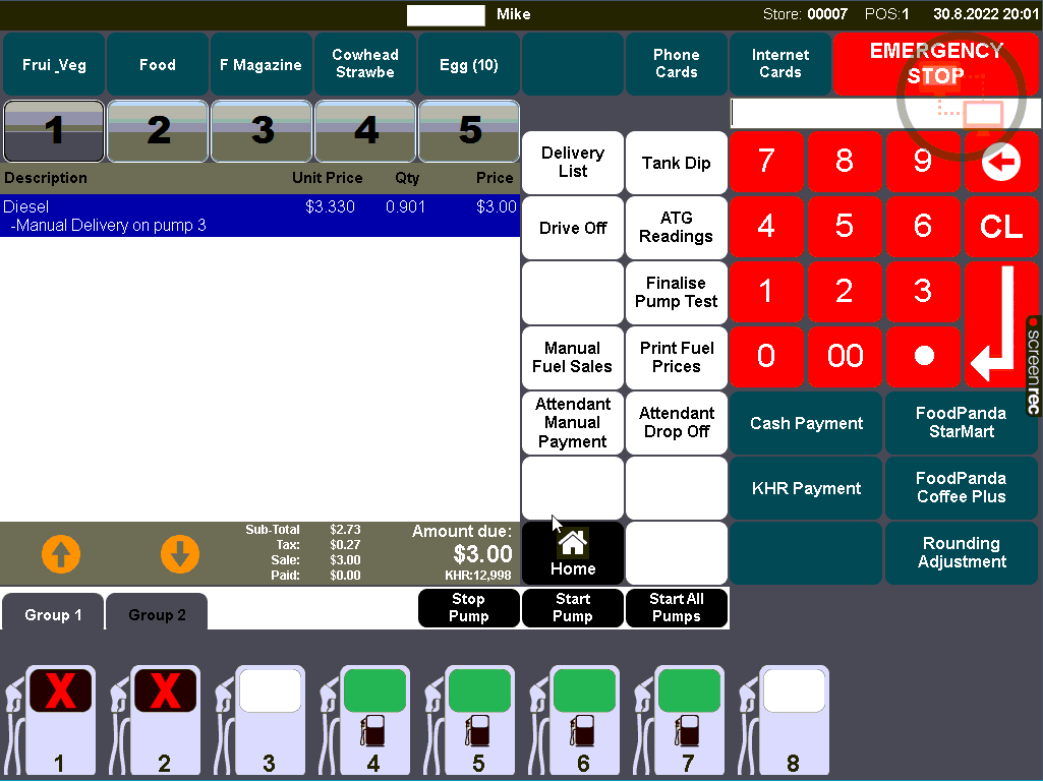 Mike
Store: 00007 POS:1 30.8.2022 20:01
Frui_Veg
Food
F Magazine
Cowhead
Strawbe
Egg (10)
Phone
Cards
Internet
Cards
EMERGENCY
STOP
1
2
3
4
5
Description Unit Price Qty Price
Diesel $3.330 0.901 $3.00
-Manual Delivery on pump 3
Delivery
List
Tank Dip
Drive Off
ATG
Readings
Finalise
Pump Test
Manual
Fuel Sales
Print Fuel
Prices
Attendant
Manual
Payment
Attendant
Drop Off
Home
7
8
9
4
5
6
CL
1
2
3
0
00
screenrec
Cash Payment
FoodPanda
StarMart
KHR Payment
FoodPanda
Coffee Plus
Rounding
Adjustment
Sub-Total $2.73
Tax: $0.27
Sale: $3.00
Paid: $0.00
Amount due:
$3.00
KHR:12,998
Group 1
Group 2
Stop
Pump
Start
Pump
Start All
Pumps
X
X
1
2
3
4
5
6
7
8